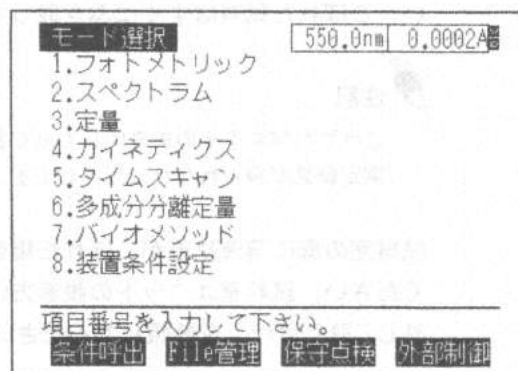 モード選択 550.0nm 0.0002A
1.フォトメトリック
2.スペクトラム
3.定量
4.カイネティクス
5.タイムスキャン
6.多成分分離定量
7.バイオメソッド
8.装置条件設定
項目番号を入力して下さい。
条件呼出 File管理 保守点検 外部制御